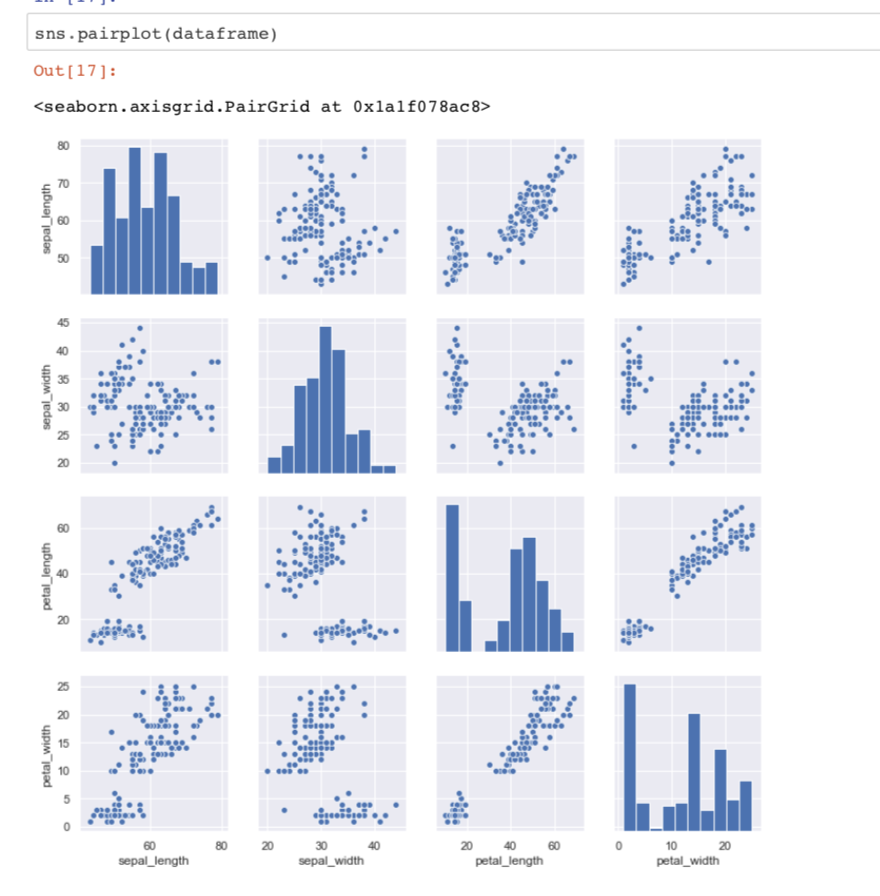 In [17]:
sns.pairplot(dataframe)
Out[17]:
<seaborn.axisgrid.PairGrid at 0x1a1f078ac8>
80
70
60
50
sepal_length
45
40
35
30
25
20
sepal_width
60
40
20
petal_length
25
20
15
10
5
0
petal_width
60 80
20 40
20 40 60
0 10 20
sepal_length sepal_width petal_length petal_width